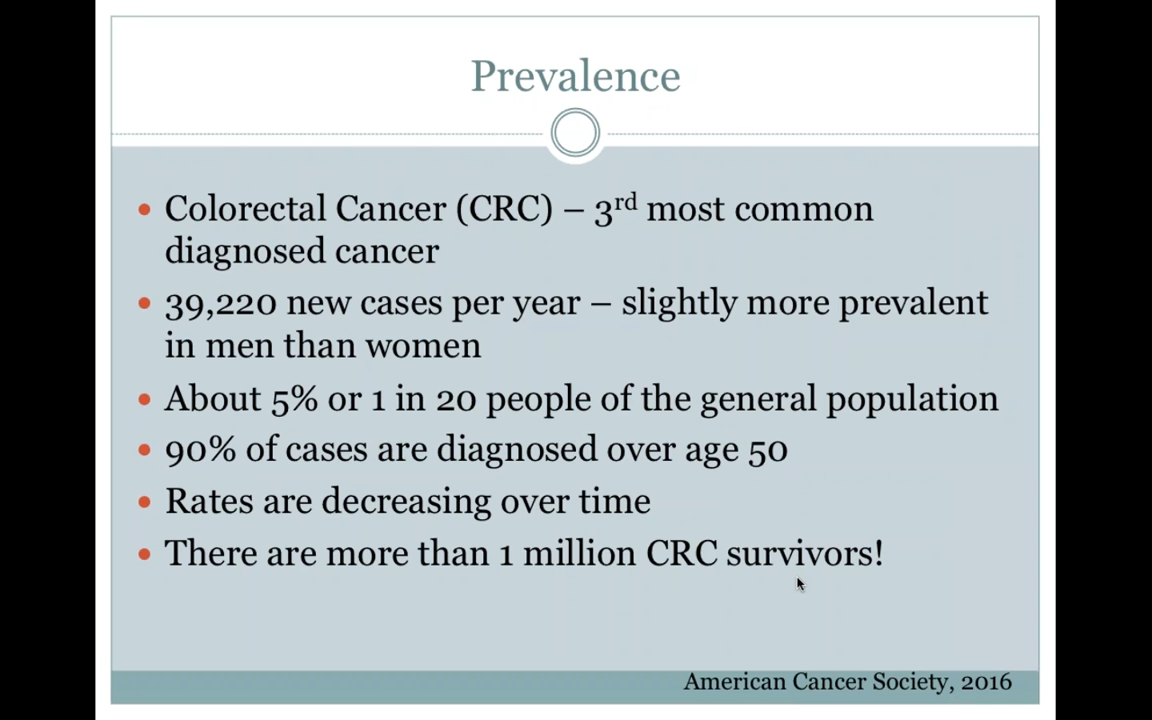 Prevalence
• Colorectal Cancer (CRC) – 3rd most common
diagnosed cancer
• 39,220 new cases per year – slightly more prevalent
in men than women
• About 5% or 1 in 20 people of the general population
• 90% of cases are diagnosed over age 50
• Rates are decreasing over time
• There are more than 1 million CRC survivors!
American Cancer Society, 2016